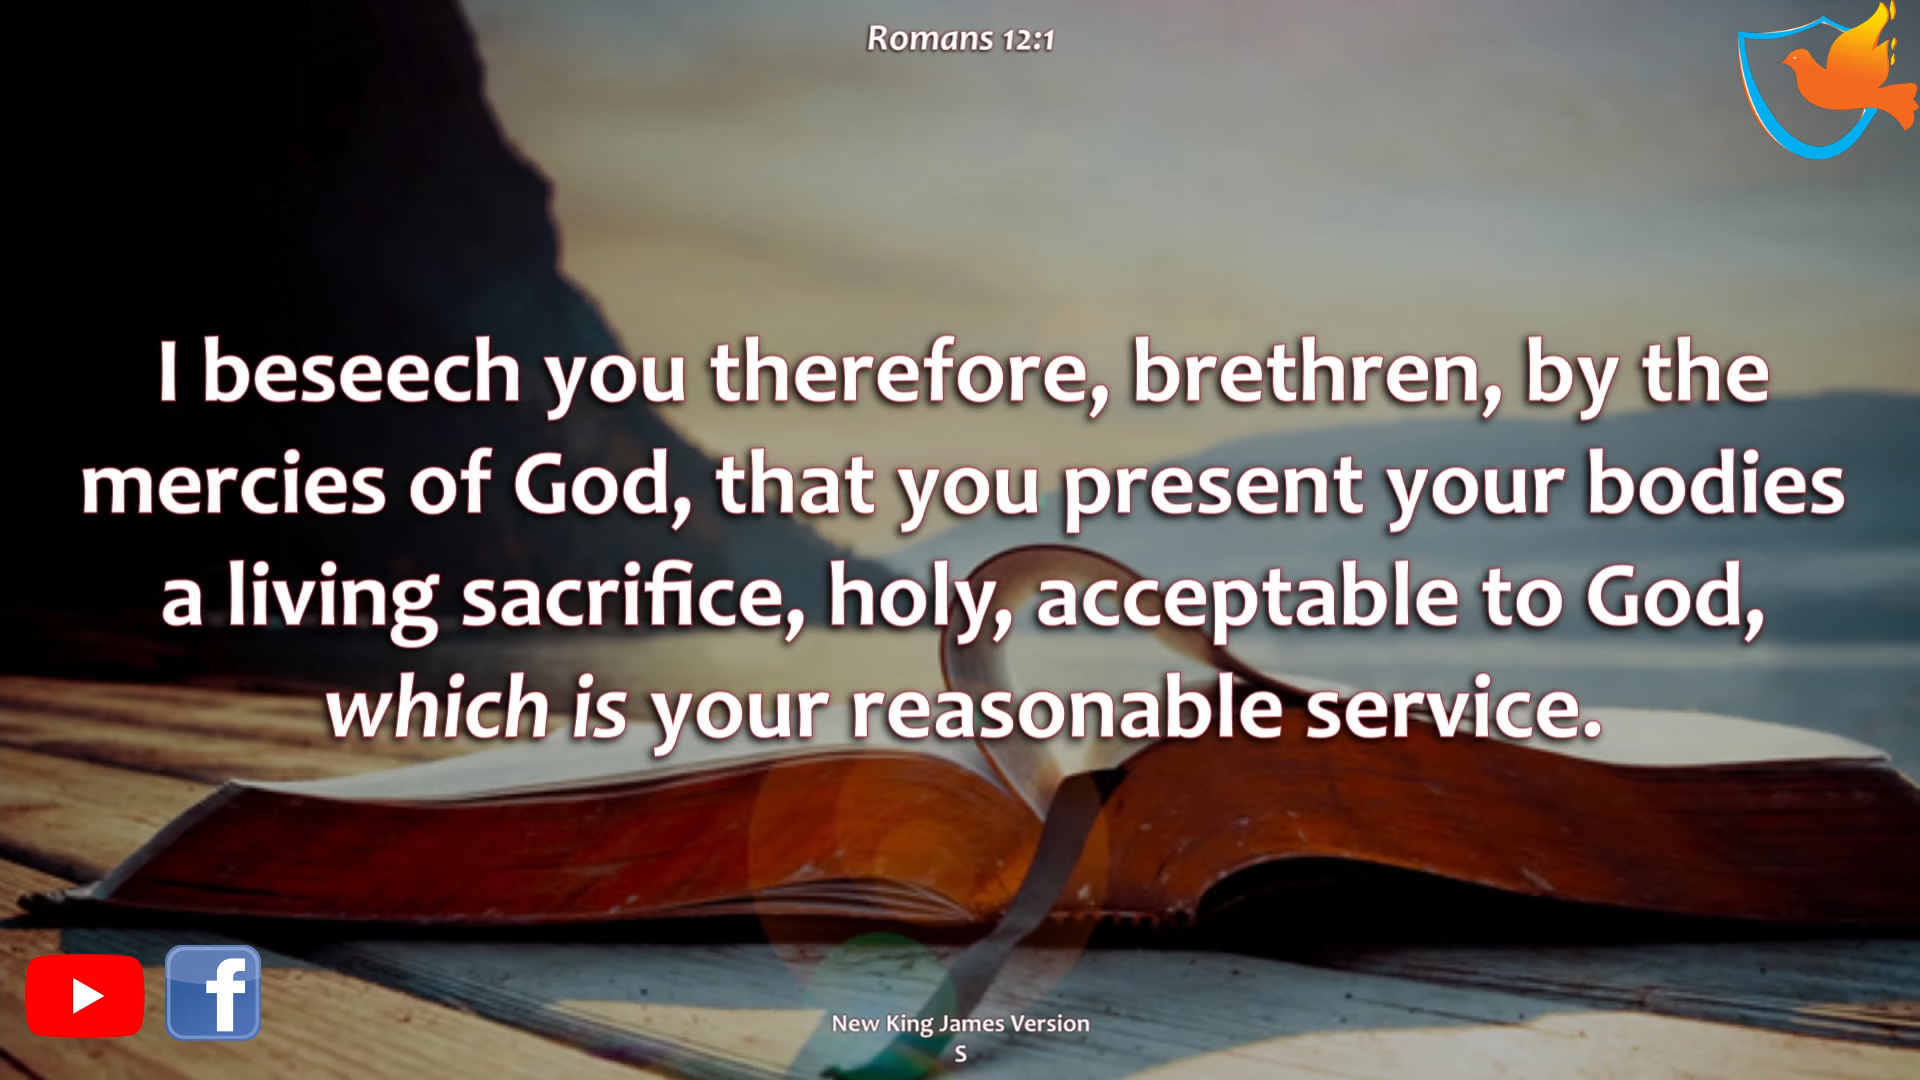 Romans 12:1
I beseech you therefore, brethren, by the
mercies of God, that you present your bodies
a living sacrifice, holy, acceptable to God,
which is your reasonable service.
f
New King James Version
S